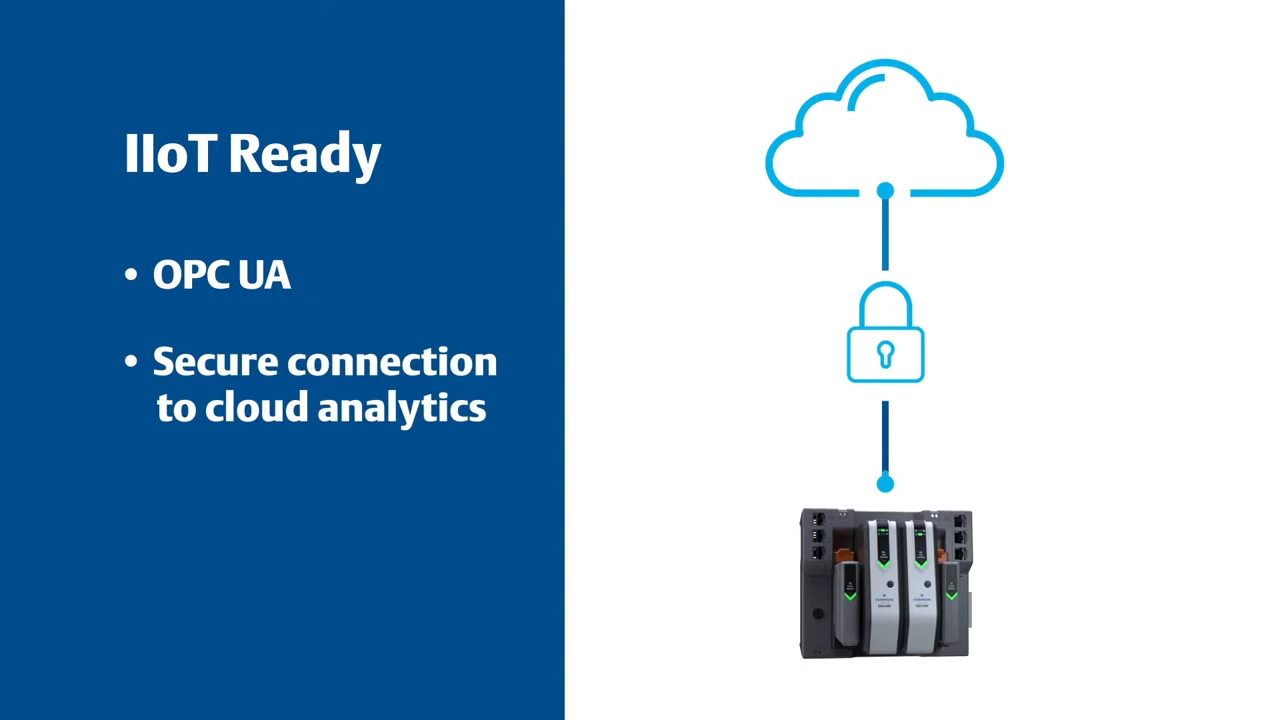 IIoT Ready
• OPC UA
• Secure connection
to cloud analytics